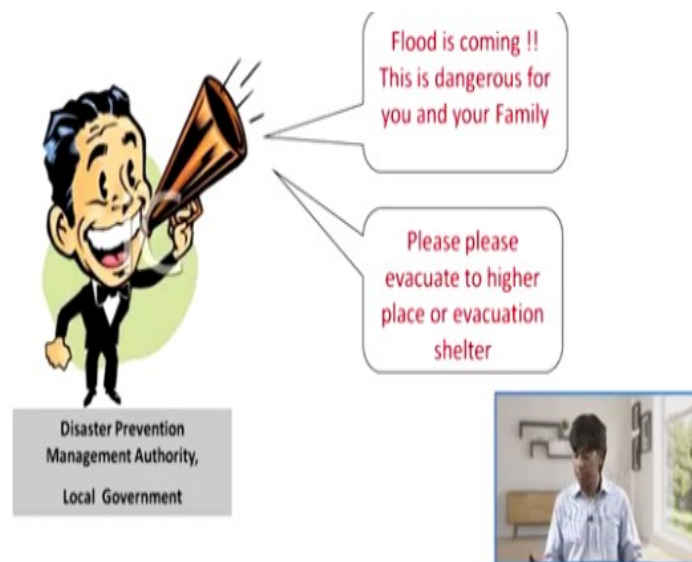 Flood is coming !!
This is dangerous for
you and your Family
Please please
evacuate to higher
place or evacuation
shelter
Disaster Prevention
Management Authority,
Local Government